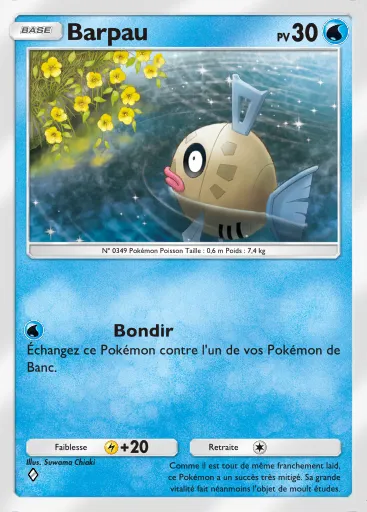 BASE Barpau PV 30
N° 0349 Pokémon Poisson Taille : 0,6 m Poids : 7,4 kg
Bondir
Échangez ce Pokémon contre l'un de vos Pokémon de
Banc.
Faiblesse +20 Retraite
Illus. Suwama Chiaki
Comme il est tout de même franchement laid,
ce Pokémon a un succès très mitigé. Sa grande
vitalité fait néanmoins l'objet de moult études.